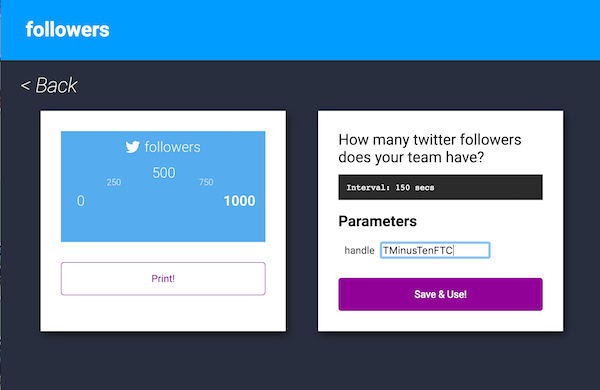 followers
< Back
followers
500
250
750
0
1000
Print!
How many twitter followers
does your team have?
Interval: 150 secs
Parameters
handle TMinusTenFTC
Save & Use!